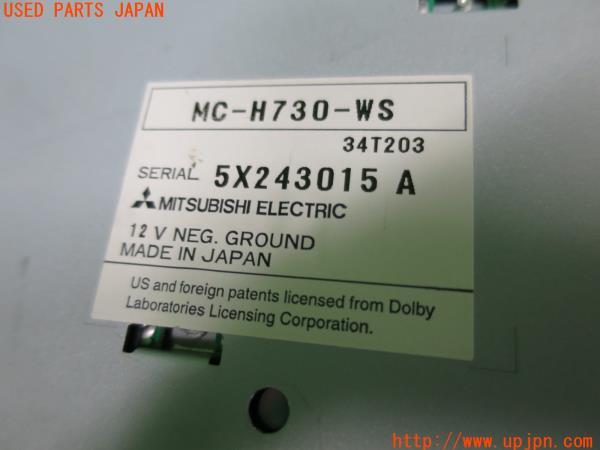 USED PARTS JAPAN
MC-H730-WS
34T203
SERIAL 5X243015 A
MITSUBISHI ELECTRIC
12 V NEG. GROUND
MADE IN JAPAN
US and foreign patents licensed from Dolby
Laboratories Licensing Corporation.
http://www.upjpn.com/